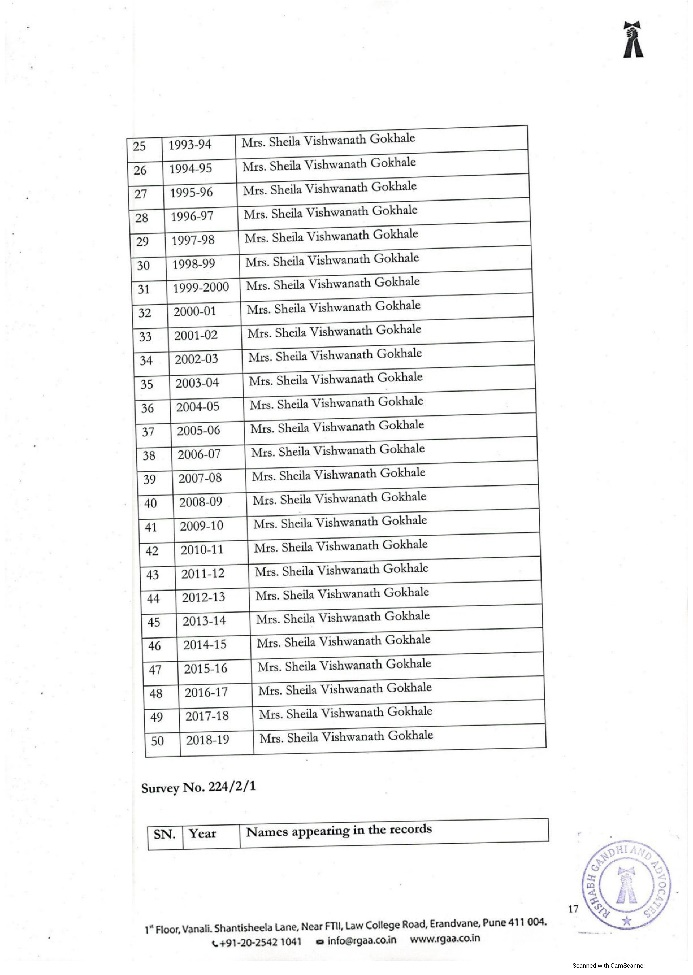 25 1993-94 Mrs. Sheila Vishwanath Gokhale
26 1994-95 Mrs. Sheila Vishwanath Gokhale
27 1995-96 Mrs. Sheila Vishwanath Gokhale
28 1996-97 Mrs. Sheila Vishwanath Gokhale
29 1997-98 Mrs. Sheila Vishwanath Gokhale
30 1998-99 Mrs. Sheila Vishwanath Gokhale
31 1999-2000 Mrs. Sheila Vishwanath Gokhale
32 2000-01 Mrs. Sheila Vishwanath Gokhale
33 2001-02 Mrs. Sheila Vishwanath Gokhale
34 2002-03 Mrs. Sheila Vishwanath Gokhale
35 2003-04 Mrs. Sheila Vishwanath Gokhale
36 2004-05 Mrs. Sheila Vishwanath Gokhale
37 2005-06 Mrs. Sheila Vishwanath Gokhale
38 2006-07 Mrs. Sheila Vishwanath Gokhale
39 2007-08 Mrs. Sheila Vishwanath Gokhale
40 2008-09 Mrs. Sheila Vishwanath Gokhale
41 2009-10 Mrs. Sheila Vishwanath Gokhale
42 2010-11 Mrs. Sheila Vishwanath Gokhale
43 2011-12 Mrs. Sheila Vishwanath Gokhale
44 2012-13 Mrs. Sheila Vishwanath Gokhale
45 2013-14 Mrs. Sheila Vishwanath Gokhale
46 2014-15 Mrs. Sheila Vishwanath Gokhale
47 2015-16 Mrs. Sheila Vishwanath Gokhale
48 2016-17 Mrs. Sheila Vishwanath Gokhale
49 2017-18 Mrs. Sheila Vishwanath Gokhale
50 2018-19 Mrs. Sheila Vishwanath Gokhale
Survey No. 224/2/1
SN. Year Names appearing in the records
RISHABH GANDHI AND ADVOCATES
17
1st Floor, Vanali. Shantisheela Lane, Near FTII, Law College Road, Erandvane, Pune 411 004.
+91-20-2542 1041 info@rgaa.co.in www.rgaa.co.in
Scanned with CamScanner